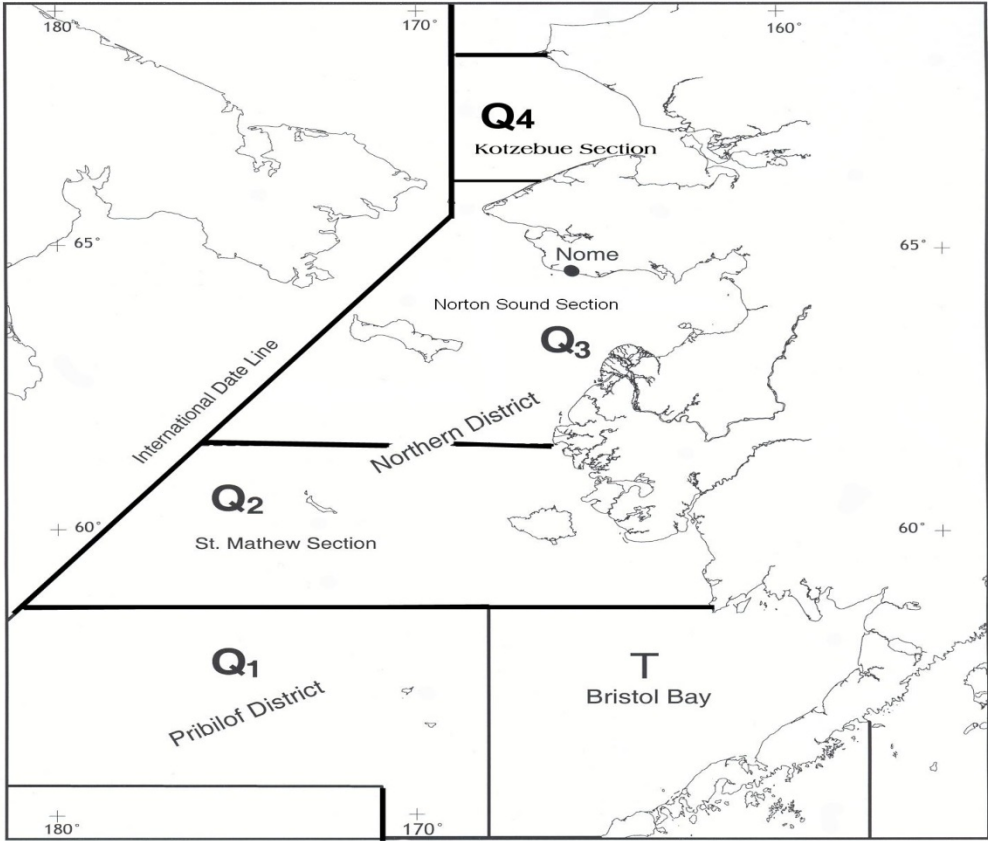 180°
170°
160°
Q4
Kotzebue Section
65°
65°
Nome
Norton Sound Section
Q3
International Date Line
Northern District
Q2
60°
60°
St. Mathew Section
Q1
T
Pribilof District
Bristol Bay
180°
170°
160°